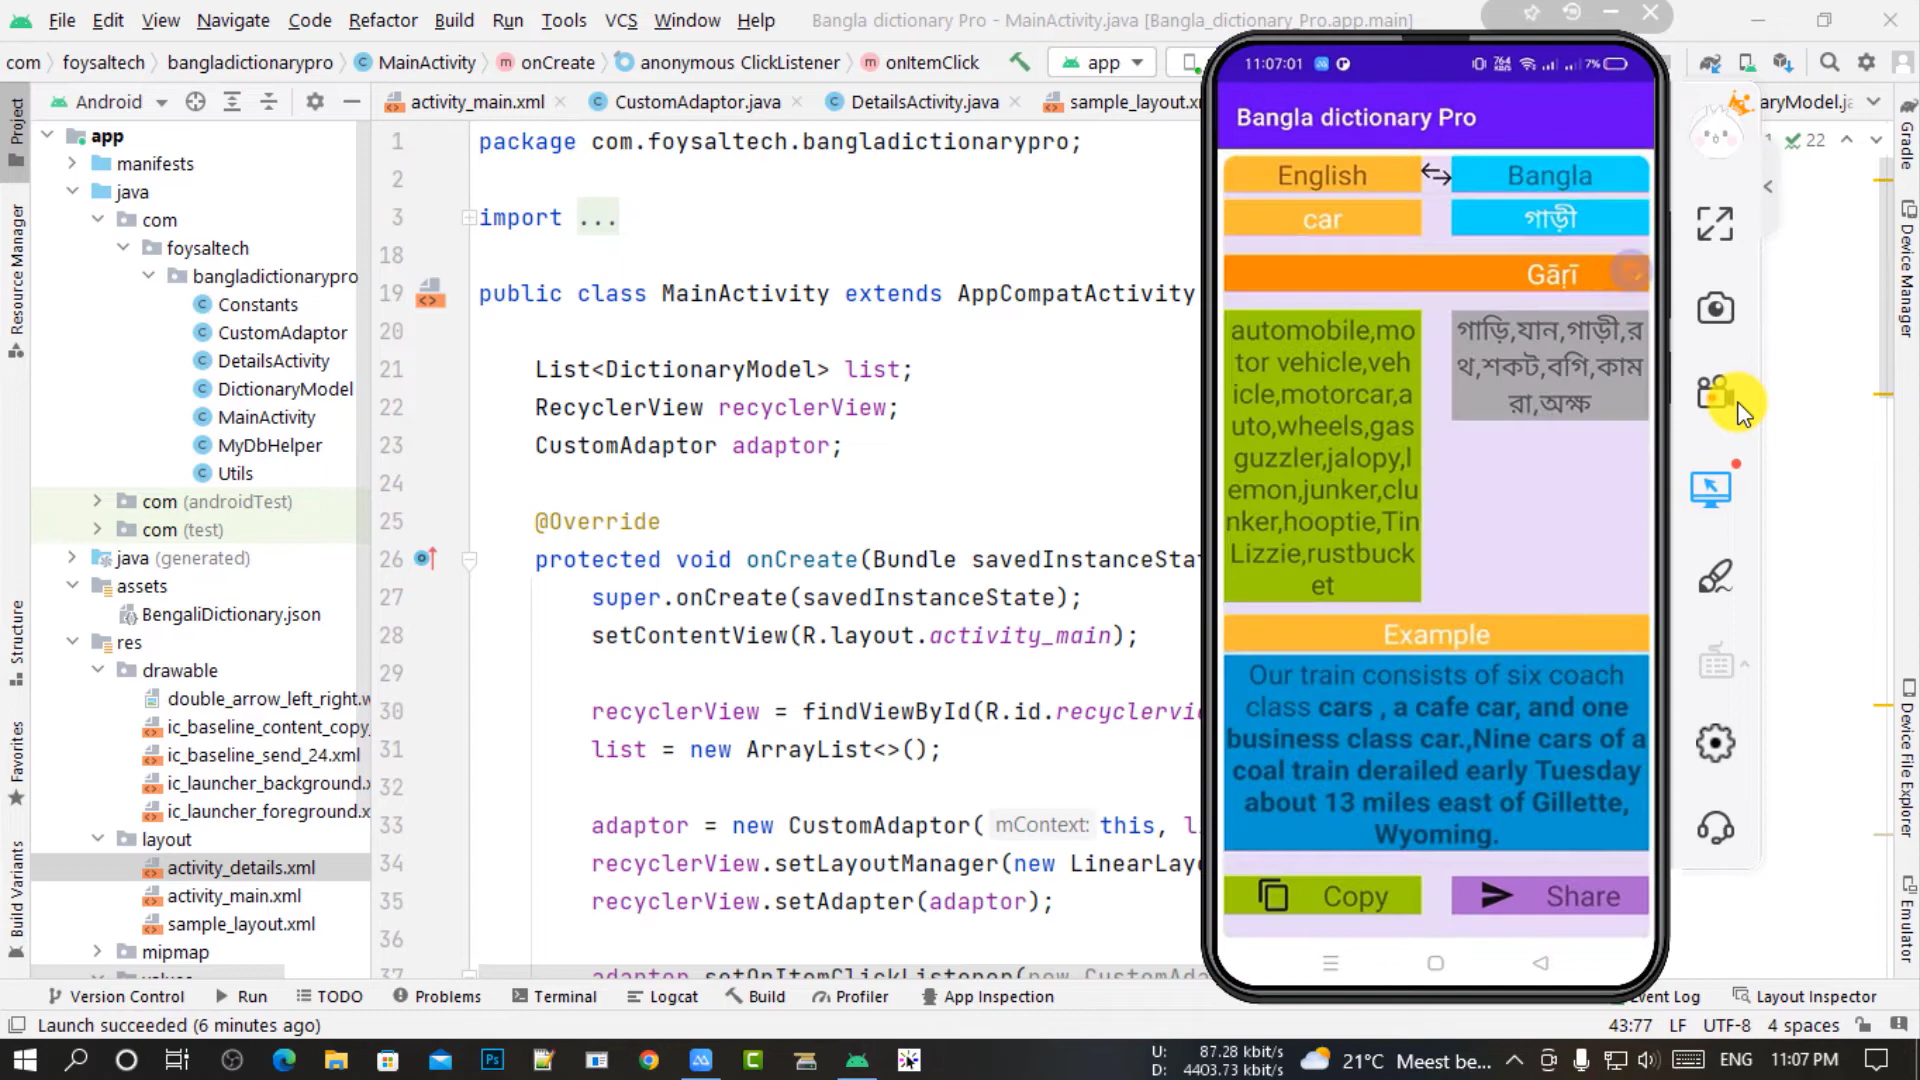 File Edit View Navigate Code Refactor Build Run Tools VCS Window Help Bangla dictionary Pro - MainActivity.java [Bangla_dictionary_Pro.app.main]
com foysaltech bangladictionarypro MainActivity onCreate anonymous ClickListener onItemClick app
Android activity_main.xml CustomAdaptor.java DetailsActivity.java sample_layout.x aryModel.ja
Project
Resource Manager
Structure
Favorites
Build Variants
app
manifests
java
com
foysaltech
bangladictionarypro
Constants
CustomAdaptor
DetailsActivity
DictionaryModel
MainActivity
MyDbHelper
Utils
com (androidTest)
com (test)
java (generated)
assets
BengaliDictionary.json
res
drawable
double_arrow_left_right.w
ic_baseline_content_copy_
ic_baseline_send_24.xml
ic_launcher_background.x
ic_launcher_foreground.x
layout
activity_details.xml
activity_main.xml
sample_layout.xml
mipmap
values
1 package com.foysaltech.bangladictionarypro;
2
3 import ...
18
19 public class MainActivity extends AppCompatActivity
20
21 List<DictionaryModel> list;
22 RecyclerView recyclerView;
23 CustomAdaptor adaptor;
24
25 @Override
26 protected void onCreate(Bundle savedInstanceStat
27 super.onCreate(savedInstanceState);
28 setContentView(R.layout.activity_main);
29
30 recyclerView = findViewById(R.id.recyclervi
31 list = new ArrayList<>();
32
33 adaptor = new CustomAdaptor( mContext: this, l
34 recyclerView.setLayoutManager(new LinearLay
35 recyclerView.setAdapter(adaptor);
36
37 adaptor.setOnItemClickListener(new CustomAda
11:07:01 764 KB/s 7%
Bangla dictionary Pro
English Bangla
car গাড়ী
Gāṛī
automobile,mo
tor vehicle,veh
icle,motorcar,a
uto,wheels,gas
guzzler,jalopy,l
emon,junker,clu
nker,hooptie,Tin
Lizzie,rustbuck
et
গাড়ি,যান,গাড়ী,র
থ,শকট,বগি,কাম
রা,অক্ষ
Example
Our train consists of six coach
class cars , a cafe car, and one
business class car.,Nine cars of a
coal train derailed early Tuesday
about 13 miles east of Gillette,
Wyoming.
Copy Share
22
Gradle
Device Manager
Device File Explorer
Emulator
Version Control Run TODO Problems Terminal Logcat Build Profiler App Inspection Event Log Layout Inspector
Launch succeeded (6 minutes ago) 43:77 LF UTF-8 4 spaces
U: 87.28 kbit/s
D: 4403.73 kbit/s
21°C Meest be... ENG 11:07 PM